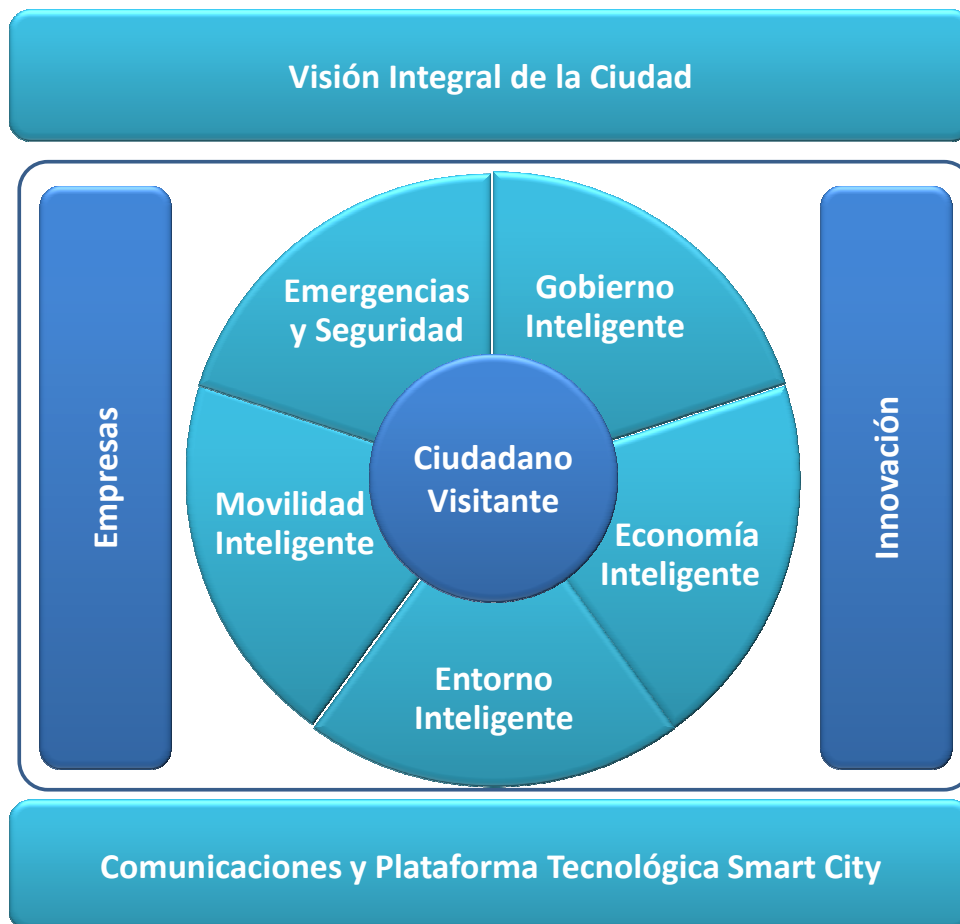 Visión Integral de la Ciudad
Emergencias
y Seguridad
Gobierno
Inteligente
Empresas
Ciudadano
Visitante
Innovación
Movilidad
Inteligente
Economía
Inteligente
Entorno
Inteligente
Comunicaciones y Plataforma Tecnológica Smart City